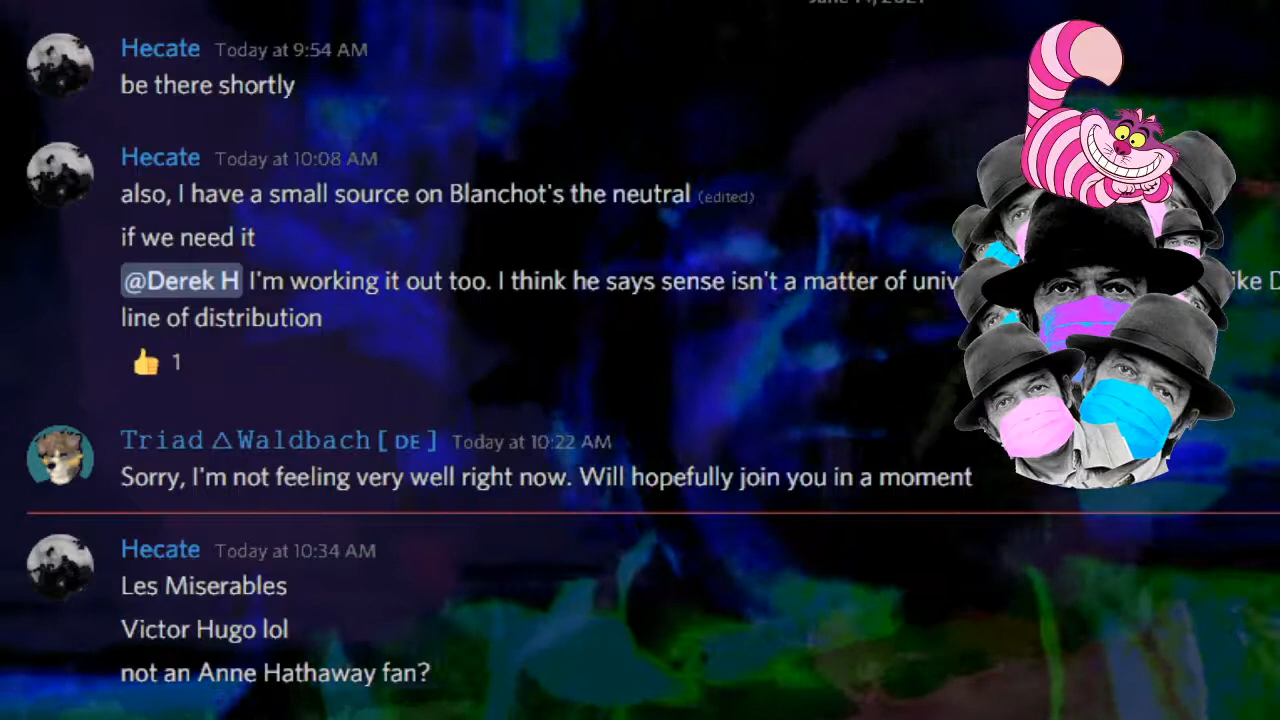 Hecate Today at 9:54 AM
be there shortly
Hecate Today at 10:08 AM
also, I have a small source on Blanchot's the neutral (edited)
if we need it
@Derek H I'm working it out too. I think he says sense isn't a matter of univ ike D
line of distribution
👍 1
Triad △ Waldbach [ DE ] Today at 10:22 AM
Sorry, I'm not feeling very well right now. Will hopefully join you in a moment
Hecate Today at 10:34 AM
Les Miserables
Victor Hugo lol
not an Anne Hathaway fan?